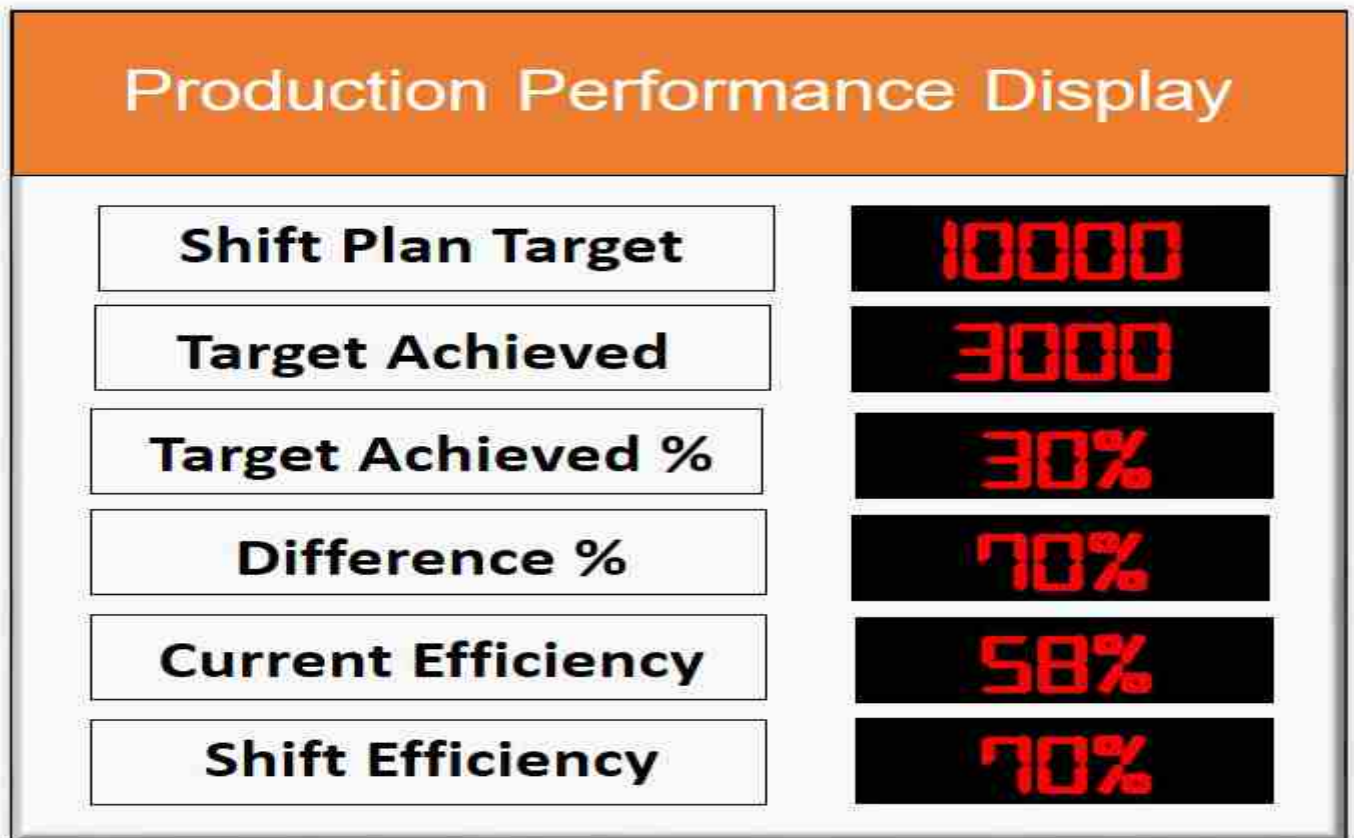 Production Performance Display
Shift Plan Target 10000
Target Achieved 3000
Target Achieved % 30%
Difference % 70%
Current Efficiency 58%
Shift Efficiency 70%